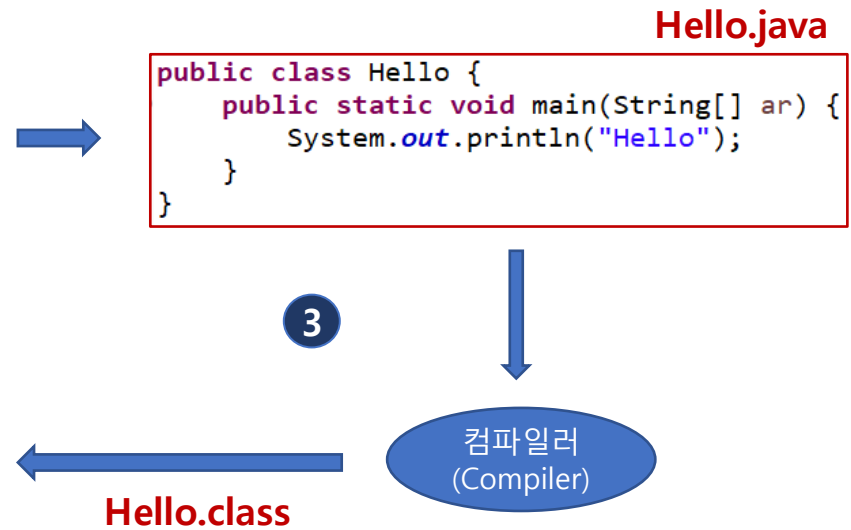 Hello.java
public class Hello {
    public static void main(String[] ar) {
        System.out.println("Hello");
    }
}
3
컴파일러
(Compiler)
Hello.class